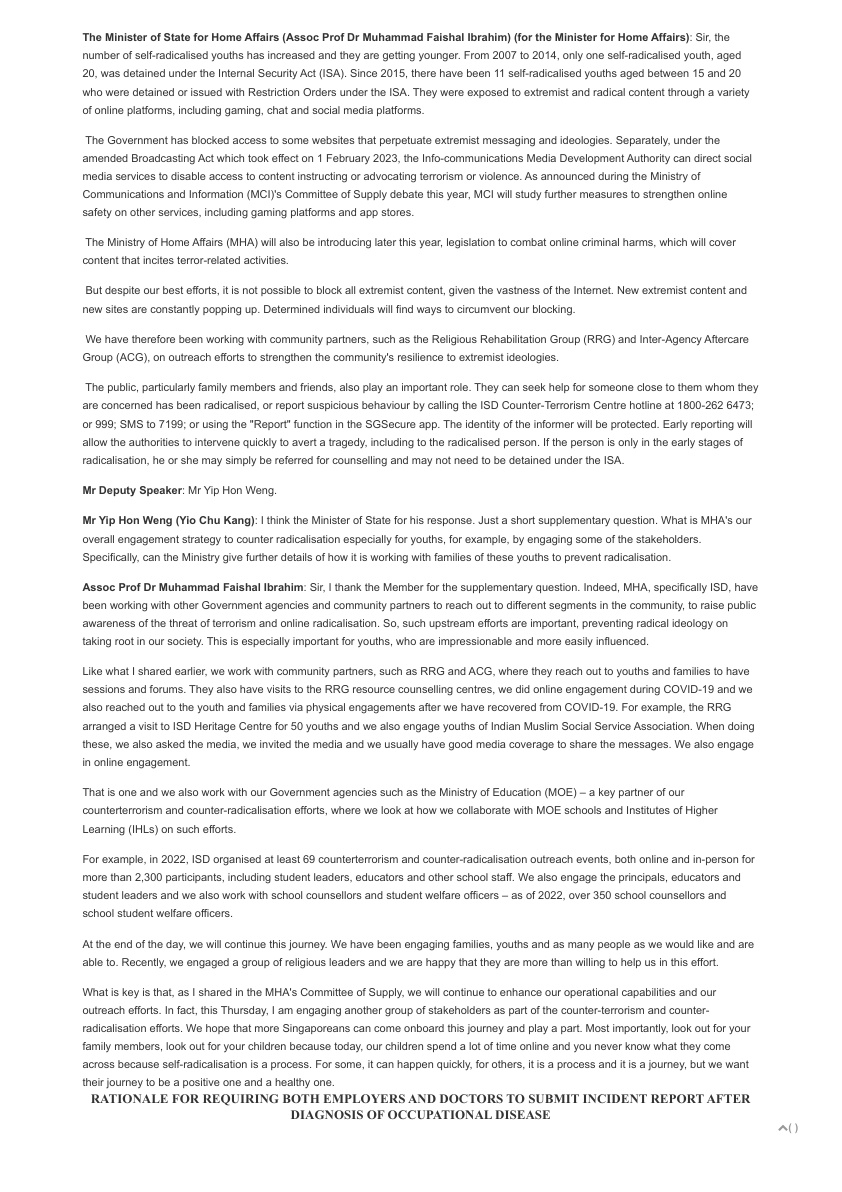 The Minister of State for Home Affairs (Assoc Prof Dr Muhammad Faishal Ibrahim) (for the Minister for Home Affairs): Sir, the
number of self-radicalised youths has increased and they are getting younger. From 2007 to 2014, only one self-radicalised youth, aged
20, was detained under the Internal Security Act (ISA). Since 2015, there have been 11 self-radicalised youths aged between 15 and 20
who were detained or issued with Restriction Orders under the ISA. They were exposed to extremist and radical content through a variety
of online platforms, including gaming, chat and social media platforms.
The Government has blocked access to some websites that perpetuate extremist messaging and ideologies. Separately, under the
amended Broadcasting Act which took effect on 1 February 2023, the Info-communications Media Development Authority can direct social
media services to disable access to content instructing or advocating terrorism or violence. As announced during the Ministry of
Communications and Information (MCI)'s Committee of Supply debate this year, MCI will study further measures to strengthen online
safety on other services, including gaming platforms and app stores.
The Ministry of Home Affairs (MHA) will also be introducing later this year, legislation to combat online criminal harms, which will cover
content that incites terror-related activities.
But despite our best efforts, it is not possible to block all extremist content, given the vastness of the Internet. New extremist content and
new sites are constantly popping up. Determined individuals will find ways to circumvent our blocking.
We have therefore been working with community partners, such as the Religious Rehabilitation Group (RRG) and Inter-Agency Aftercare
Group (ACG), on outreach efforts to strengthen the community's resilience to extremist ideologies.
The public, particularly family members and friends, also play an important role. They can seek help for someone close to them whom they
are concerned has been radicalised, or report suspicious behaviour by calling the ISD Counter-Terrorism Centre hotline at 1800-262 6473;
or 999; SMS to 7199; or using the "Report" function in the SGSecure app. The identity of the informer will be protected. Early reporting will
allow the authorities to intervene quickly to avert a tragedy, including to the radicalised person. If the person is only in the early stages of
radicalisation, he or she may simply be referred for counselling and may not need to be detained under the ISA.
Mr Deputy Speaker: Mr Yip Hon Weng.
Mr Yip Hon Weng (Yio Chu Kang): I think the Minister of State for his response. Just a short supplementary question. What is MHA's our
overall engagement strategy to counter radicalisation especially for youths, for example, by engaging some of the stakeholders.
Specifically, can the Ministry give further details of how it is working with families of these youths to prevent radicalisation.
Assoc Prof Dr Muhammad Faishal Ibrahim: Sir, I thank the Member for the supplementary question. Indeed, MHA, specifically ISD, have
been working with other Government agencies and community partners to reach out to different segments in the community, to raise public
awareness of the threat of terrorism and online radicalisation. So, such upstream efforts are important, preventing radical ideology on
taking root in our society. This is especially important for youths, who are impressionable and more easily influenced.
Like what I shared earlier, we work with community partners, such as RRG and ACG, where they reach out to youths and families to have
sessions and forums. They also have visits to the RRG resource counselling centres, we did online engagement during COVID-19 and we
also reached out to the youth and families via physical engagements after we have recovered from COVID-19. For example, the RRG
arranged a visit to ISD Heritage Centre for 50 youths and we also engage youths of Indian Muslim Social Service Association. When doing
these, we also asked the media, we invited the media and we usually have good media coverage to share the messages. We also engage
in online engagement.
That is one and we also work with our Government agencies such as the Ministry of Education (MOE) – a key partner of our
counterterrorism and counter-radicalisation efforts, where we look at how we collaborate with MOE schools and Institutes of Higher
Learning (IHLs) on such efforts.
For example, in 2022, ISD organised at least 69 counterterrorism and counter-radicalisation outreach events, both online and in-person for
more than 2,300 participants, including student leaders, educators and other school staff. We also engage the principals, educators and
student leaders and we also work with school counsellors and student welfare officers – as of 2022, over 350 school counsellors and
school student welfare officers.
At the end of the day, we will continue this journey. We have been engaging families, youths and as many people as we would like and are
able to. Recently, we engaged a group of religious leaders and we are happy that they are more than willing to help us in this effort.
What is key is that, as I shared in the MHA's Committee of Supply, we will continue to enhance our operational capabilities and our
outreach efforts. In fact, this Thursday, I am engaging another group of stakeholders as part of the counter-terrorism and counter-
radicalisation efforts. We hope that more Singaporeans can come onboard this journey and play a part. Most importantly, look out for your
family members, look out for your children because today, our children spend a lot of time online and you never know what they come
across because self-radicalisation is a process. For some, it can happen quickly, for others, it is a process and it is a journey, but we want
their journey to be a positive one and a healthy one.
RATIONALE FOR REQUIRING BOTH EMPLOYERS AND DOCTORS TO SUBMIT INCIDENT REPORT AFTER
DIAGNOSIS OF OCCUPATIONAL DISEASE
( )